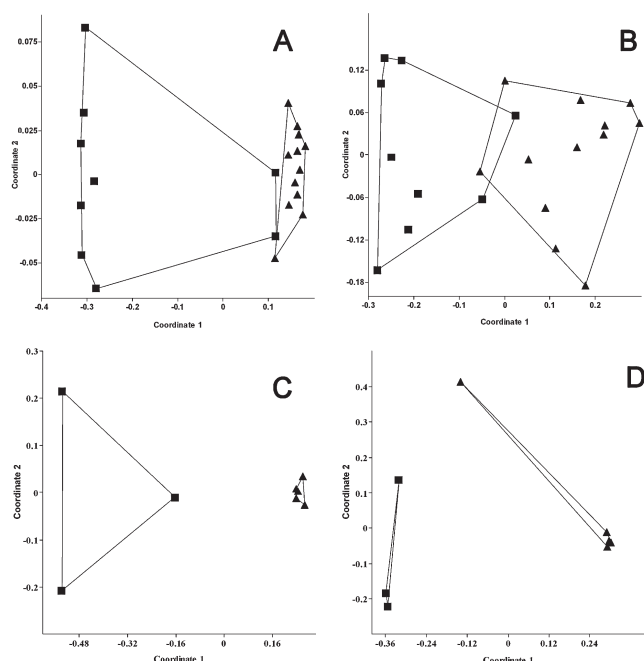 A
0.075
0.05
0.025
0
-0.025
-0.05
Coordinate 2
-0.4 -0.3 -0.2 -0.1 0 0.1
Coordinate 1
B
0.12
0.06
0
-0.06
-0.12
-0.18
Coordinate 2
-0.3 -0.2 -0.1 0 0.1 0.2
Coordinate 1
C
0.3
0.2
0.1
0
-0.1
-0.2
Coordinate 2
-0.48 -0.32 -0.16 0 0.16
Coordinate 1
D
0.4
0.3
0.2
0.1
0
-0.1
-0.2
Coordinate 2
-0.36 -0.24 -0.12 0 0.12 0.24
Coordinate 1